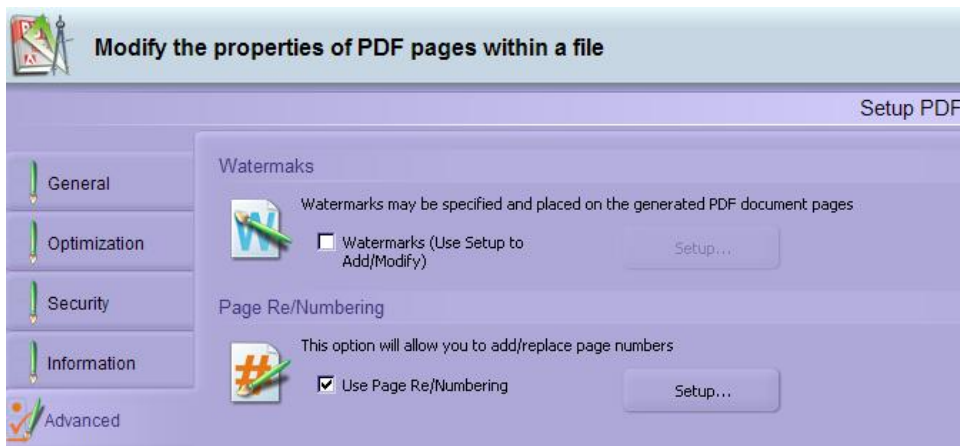 Modify the properties of PDF pages within a file
Setup PDF
General
Optimization
Security
Information
Advanced
Watermaks
Watermarks may be specified and placed on the generated PDF document pages
Watermarks (Use Setup to
Add/Modify)
Setup...
Page Re/Numbering
This option will allow you to add/replace page numbers
Use Page Re/Numbering
Setup...